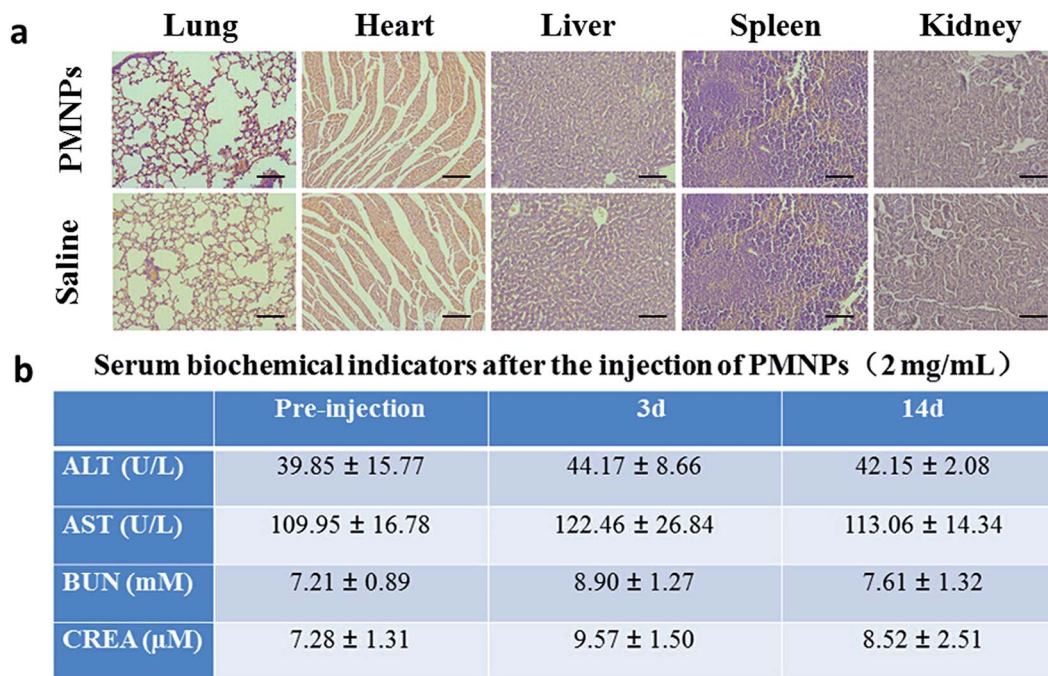 a
Lung Heart Liver Spleen Kidney
PMNPs
Saline
b
Serum biochemical indicators after the injection of PMNPs（2 mg/mL）
Pre-injection 3d 14d
ALT (U/L) 39.85 ± 15.77 44.17 ± 8.66 42.15 ± 2.08
AST (U/L) 109.95 ± 16.78 122.46 ± 26.84 113.06 ± 14.34
BUN (mM) 7.21 ± 0.89 8.90 ± 1.27 7.61 ± 1.32
CREA (μM) 7.28 ± 1.31 9.57 ± 1.50 8.52 ± 2.51